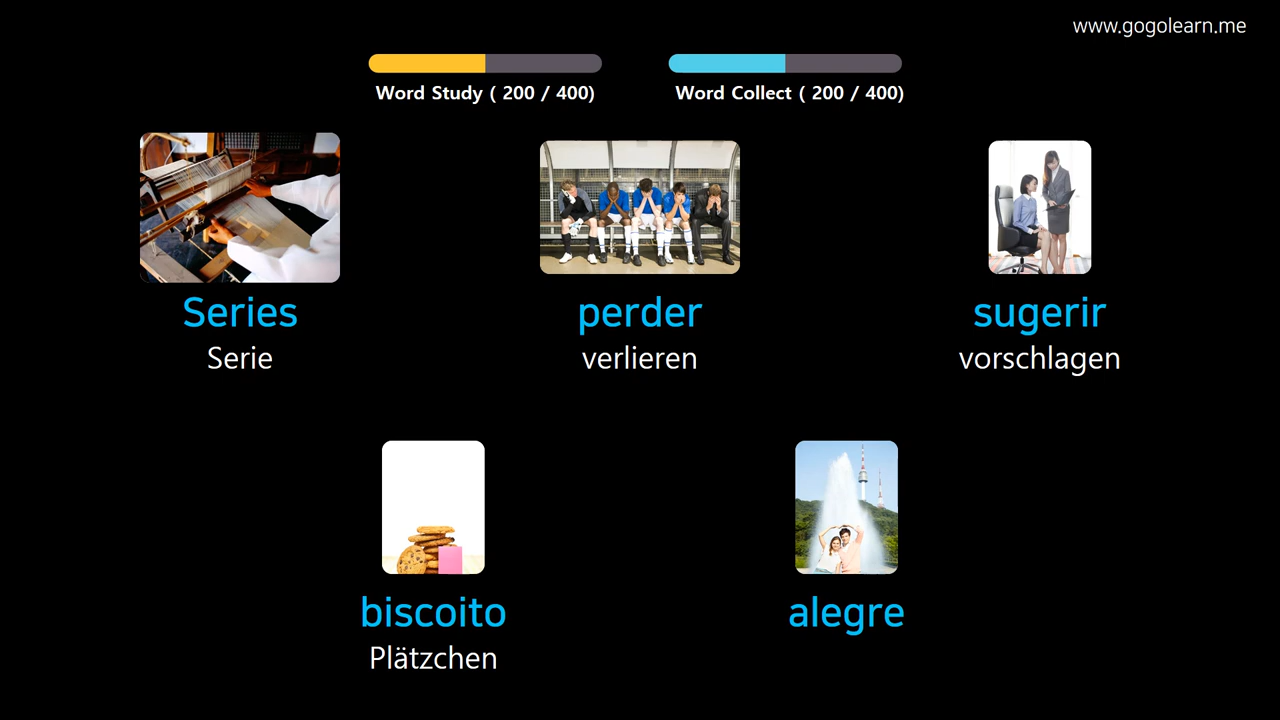 www.gogolearn.me
Word Study ( 200 / 400)
Word Collect ( 200 / 400)
Series
Serie
perder
verlieren
sugerir
vorschlagen
biscoito
Plätzchen
alegre